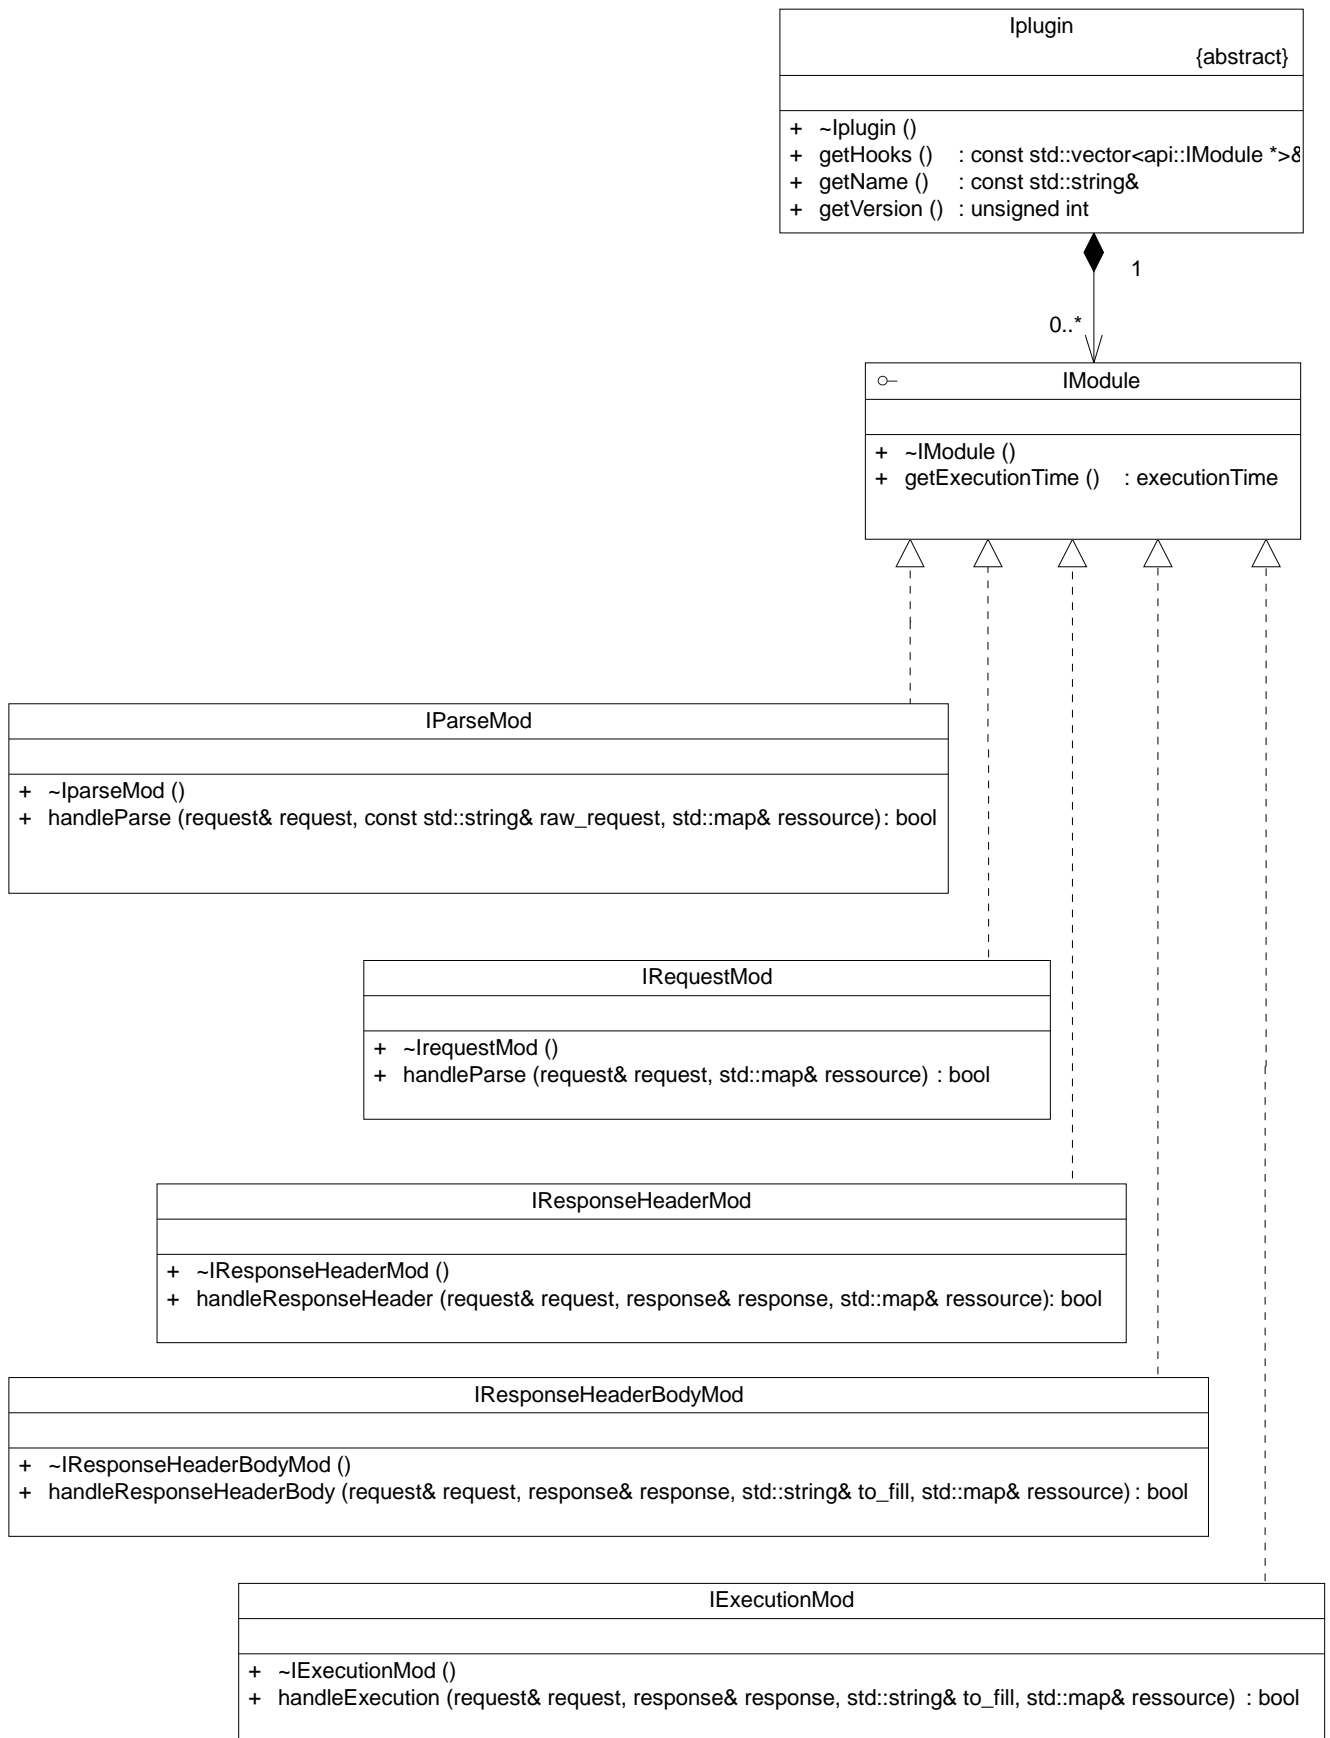 Iplugin
{abstract}
+ ~Iplugin ()
+ getHooks () : const std::vector<api::IModule *>&
+ getName () : const std::string&
+ getVersion () : unsigned int
1
0..*
IModule
+ ~IModule ()
+ getExecutionTime () : executionTime
IParseMod
+ ~IparseMod ()
+ handleParse (request& request, const std::string& raw_request, std::map& ressource) : bool
IRequestMod
+ ~IrequestMod ()
+ handleParse (request& request, std::map& ressource) : bool
IResponseHeaderMod
+ ~IResponseHeaderMod ()
+ handleResponseHeader (request& request, response& response, std::map& ressource) : bool
IResponseHeaderBodyMod
+ ~IResponseHeaderBodyMod ()
+ handleResponseHeaderBody (request& request, response& response, std::string& to_fill, std::map& ressource) : bool
IExecutionMod
+ ~IExecutionMod ()
+ handleExecution (request& request, response& response, std::string& to_fill, std::map& ressource) : bool